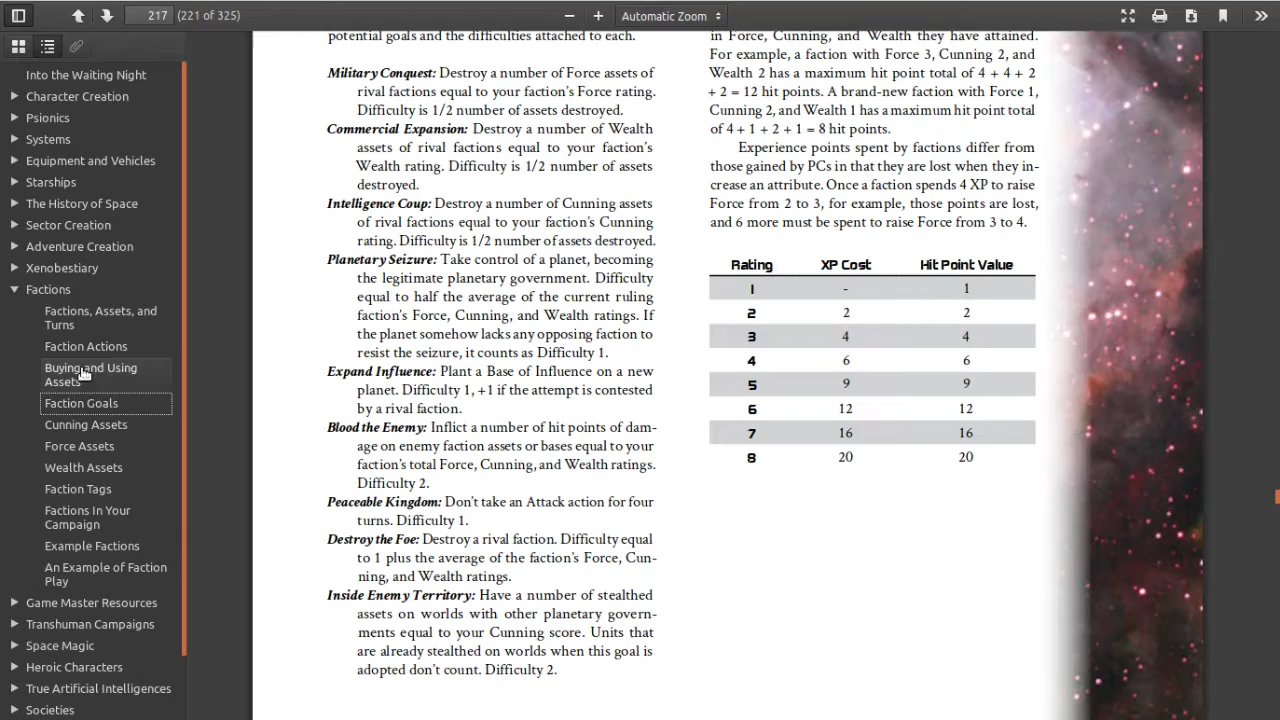 217 (221 of 325)
Automatic Zoom
Into the Waiting Night
Character Creation
Psionics
Systems
Equipment and Vehicles
Starships
The History of Space
Sector Creation
Adventure Creation
Xenobestiary
Factions
Factions, Assets, and
Turns
Faction Actions
Buying and Using
Assets
Faction Goals
Cunning Assets
Force Assets
Wealth Assets
Faction Tags
Factions In Your
Campaign
Example Factions
An Example of Faction
Play
Game Master Resources
Transhuman Campaigns
Space Magic
Heroic Characters
True Artificial Intelligences
Societies
potential goals and the difficulties attached to each.
Military Conquest: Destroy a number of Force assets of
rival factions equal to your faction's Force rating.
Difficulty is 1/2 number of assets destroyed.
Commercial Expansion: Destroy a number of Wealth
assets of rival factions equal to your faction's
Wealth rating. Difficulty is 1/2 number of assets
destroyed.
Intelligence Coup: Destroy a number of Cunning assets
of rival factions equal to your faction's Cunning
rating. Difficulty is 1/2 number of assets destroyed.
Planetary Seizure: Take control of a planet, becoming
the legitimate planetary government. Difficulty
equal to half the average of the current ruling
faction's Force, Cunning, and Wealth ratings. If
the planet somehow lacks any opposing faction to
resist the seizure, it counts as Difficulty 1.
Expand Influence: Plant a Base of Influence on a new
planet. Difficulty 1, +1 if the attempt is contested
by a rival faction.
Blood the Enemy: Inflict a number of hit points of dam-
age on enemy faction assets or bases equal to your
faction's total Force, Cunning, and Wealth ratings.
Difficulty 2.
Peaceable Kingdom: Don't take an Attack action for four
turns. Difficulty 1.
Destroy the Foe: Destroy a rival faction. Difficulty equal
to 1 plus the average of the faction's Force, Cun-
ning, and Wealth ratings.
Inside Enemy Territory: Have a number of stealthed
assets on worlds with other planetary govern-
ments equal to your Cunning score. Units that
are already stealthed on worlds when this goal is
adopted don't count. Difficulty 2.
in Force, Cunning, and Wealth they have attained.
For example, a faction with Force 3, Cunning 2, and
Wealth 2 has a maximum hit point total of 4 + 4 + 2
+ 2 = 12 hit points. A brand-new faction with Force 1,
Cunning 2, and Wealth 1 has a maximum hit point total
of 4 + 1 + 2 + 1 = 8 hit points.
Experience points spent by factions differ from
those gained by PCs in that they are lost when they in-
crease an attribute. Once a faction spends 4 XP to raise
Force from 2 to 3, for example, those points are lost,
and 6 more must be spent to raise Force from 3 to 4.
Rating XP Cost Hit Point Value
1 - 1
2 2 2
3 4 4
4 6 6
5 9 9
6 12 12
7 16 16
8 20 20